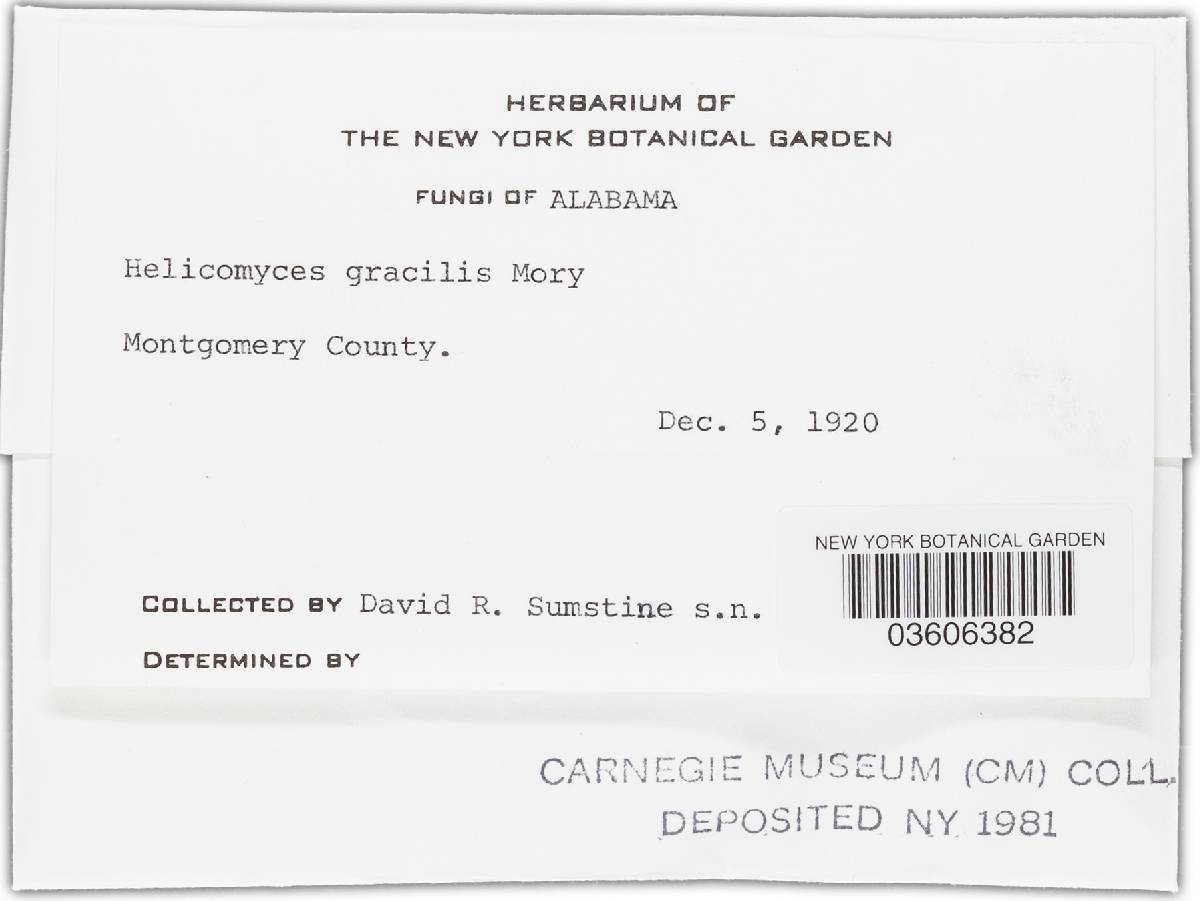 HERBARIUM OF
THE NEW YORK BOTANICAL GARDEN
FUNGI OF ALABAMA
Helicomyces gracilis Mory
Montgomery County.
Dec. 5, 1920
NEW YORK BOTANICAL GARDEN
03606382
COLLECTED BY David R. Sumstine s.n.
DETERMINED BY
CARNEGIE MUSEUM (CM) COLL.
DEPOSITED NY 1981